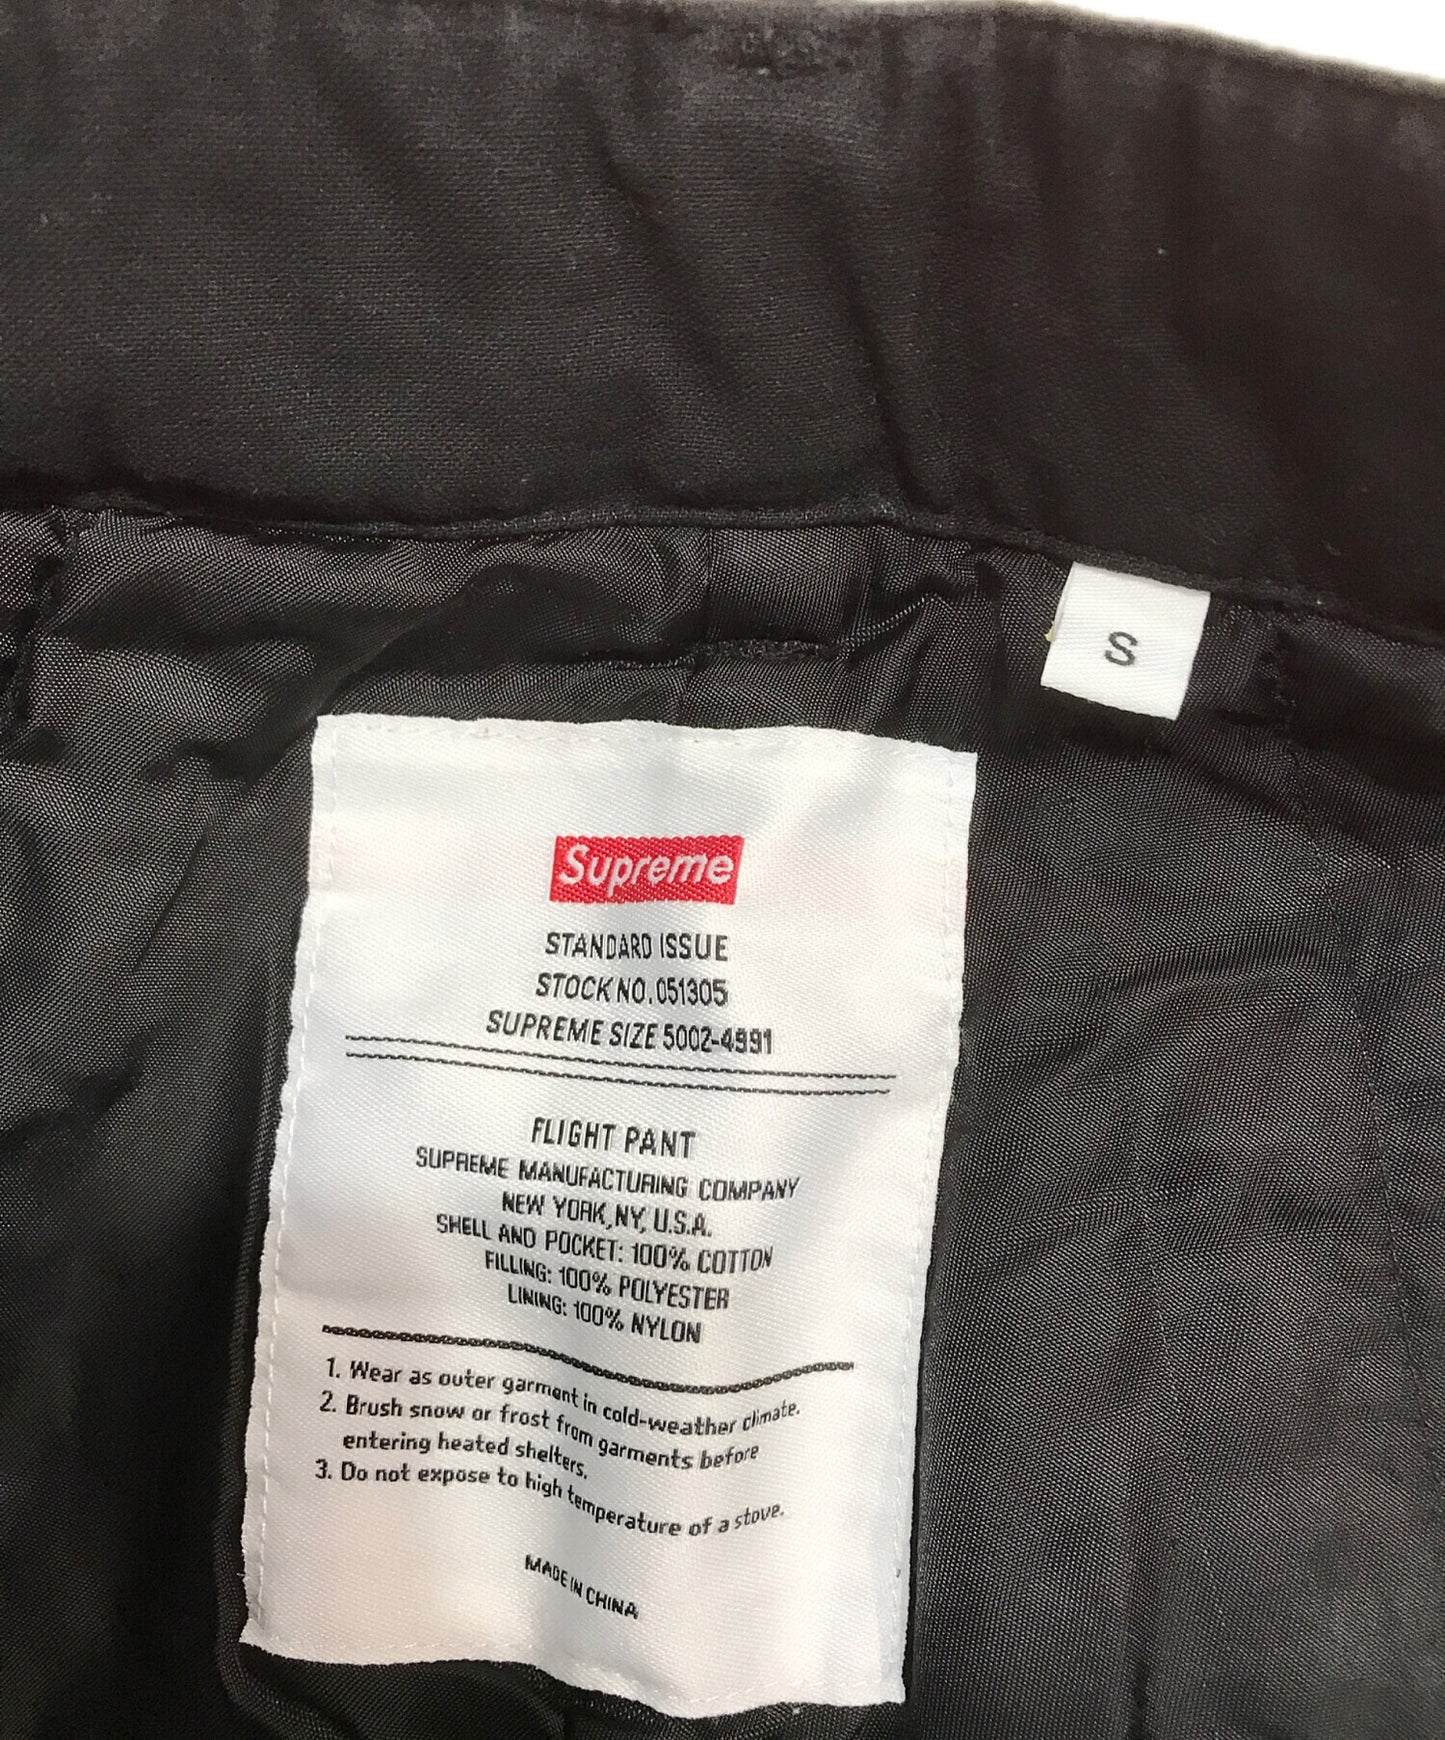 S
Supreme
STANDARD ISSUE
STOCK NO. 051305
SUPREME SIZE 5002-4991
FLIGHT PANT
SUPREME MANUFACTURING COMPANY
NEW YORK, NY, U.S.A.
SHELL AND POCKET: 100% COTTON
FILLING: 100% POLYESTER
LINING: 100% NYLON
1. Wear as outer garment in cold-weather climate.
2. Brush snow or frost from garments before
entering heated shelters.
3. Do not expose to high temperature of a stove.
MADE IN CHINA